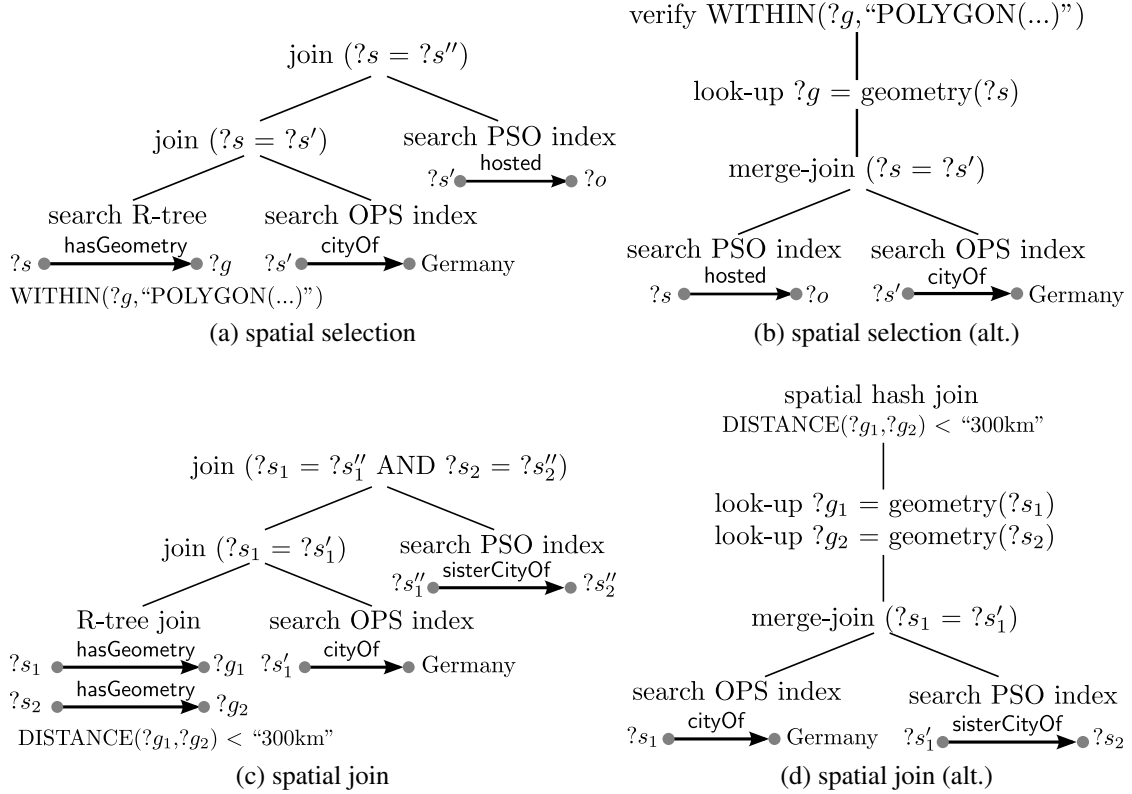 join (?s = ?s′′)
join (?s = ?s′)
search PSO index
?s′ hosted ?o
search R-tree
search OPS index
?s hasGeometry ?g
?s′ cityOf Germany
WITHIN(?g,“POLYGON(...)”)
(a) spatial selection
verify WITHIN(?g,“POLYGON(...)”)
look-up ?g = geometry(?s)
merge-join (?s = ?s′)
search PSO index
search OPS index
?s hosted ?o
?s′ cityOf Germany
(b) spatial selection (alt.)
join (?s₁ = ?s₁′′ AND ?s₂ = ?s₂′′)
join (?s₁ = ?s₁′)
search PSO index
?s₁′′ sisterCityOf ?s₂′′
R-tree join
search OPS index
?s₁ hasGeometry ?g₁
?s₁′ cityOf Germany
?s₂ hasGeometry ?g₂
DISTANCE(?g₁,?g₂) < “300km”
(c) spatial join
spatial hash join
DISTANCE(?g₁,?g₂) < “300km”
look-up ?g₁ = geometry(?s₁)
look-up ?g₂ = geometry(?s₂)
merge-join (?s₁ = ?s₁′)
search OPS index
search PSO index
?s₁ cityOf Germany
?s₁′ sisterCityOf ?s₂
(d) spatial join (alt.)